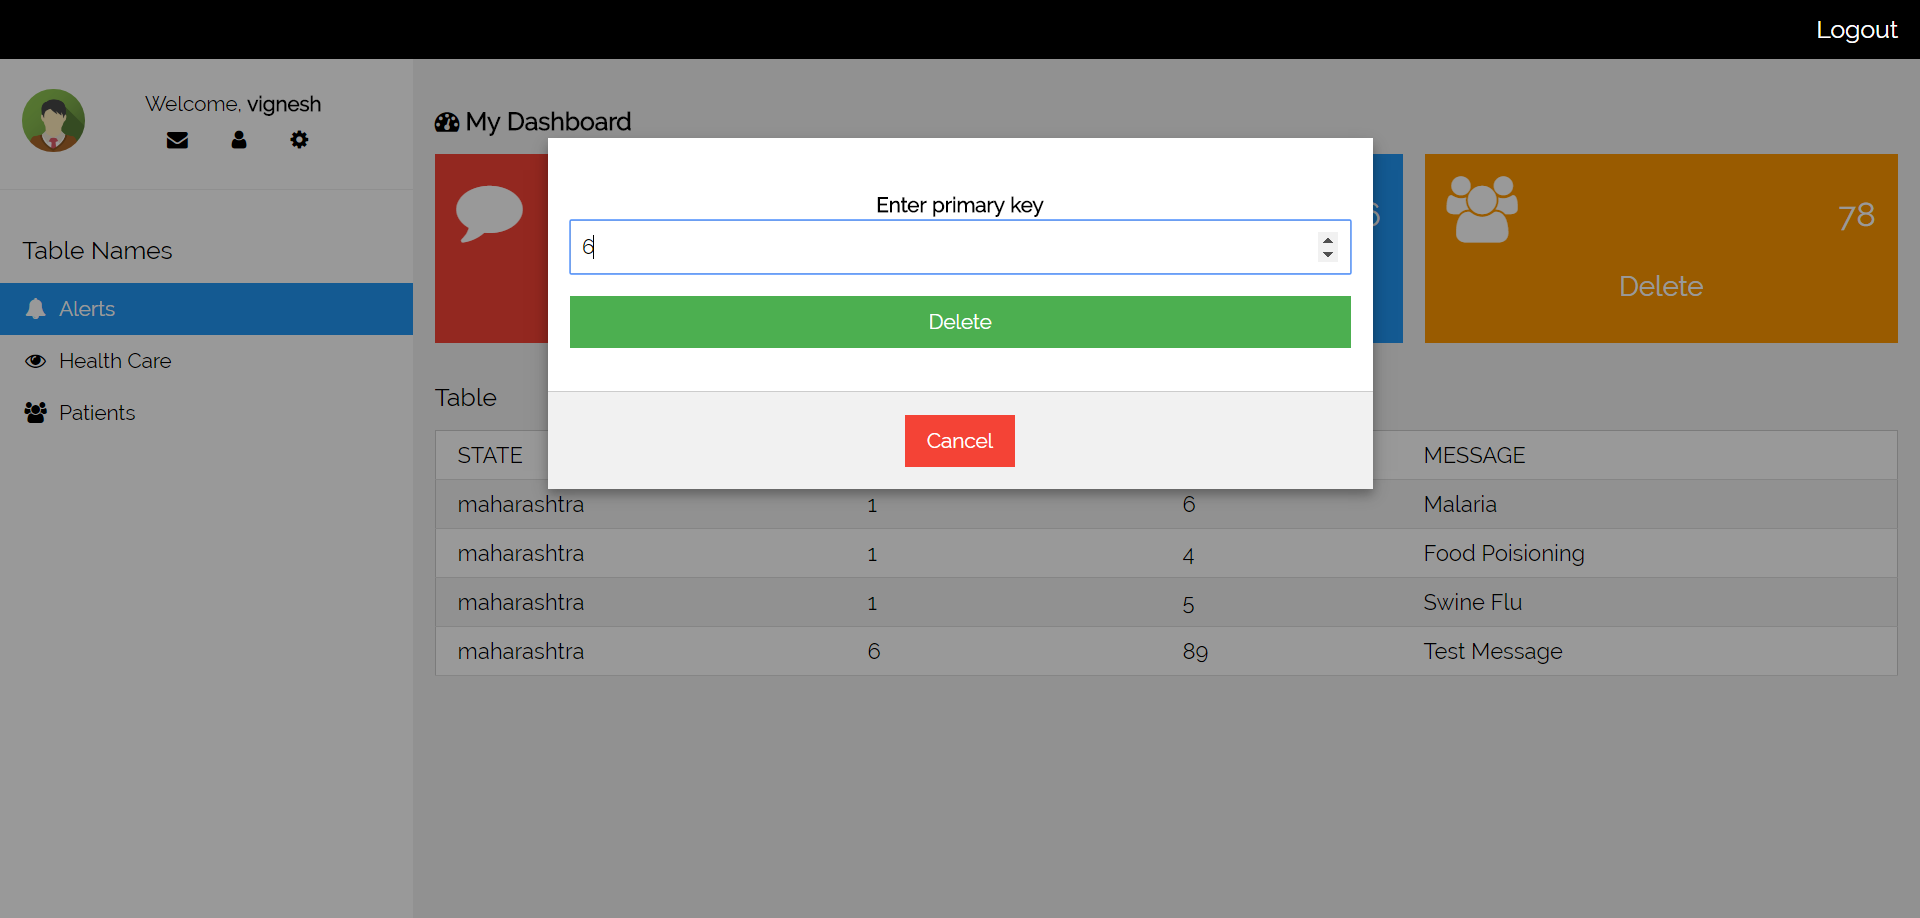 Logout
Welcome, vignesh
My Dashboard
Table Names
Alerts
Health Care
Patients
Enter primary key
6
Delete
Cancel
6
78
Delete
Table
STATE MESSAGE
maharashtra 1 6 Malaria
maharashtra 1 4 Food Poisioning
maharashtra 1 5 Swine Flu
maharashtra 6 89 Test Message